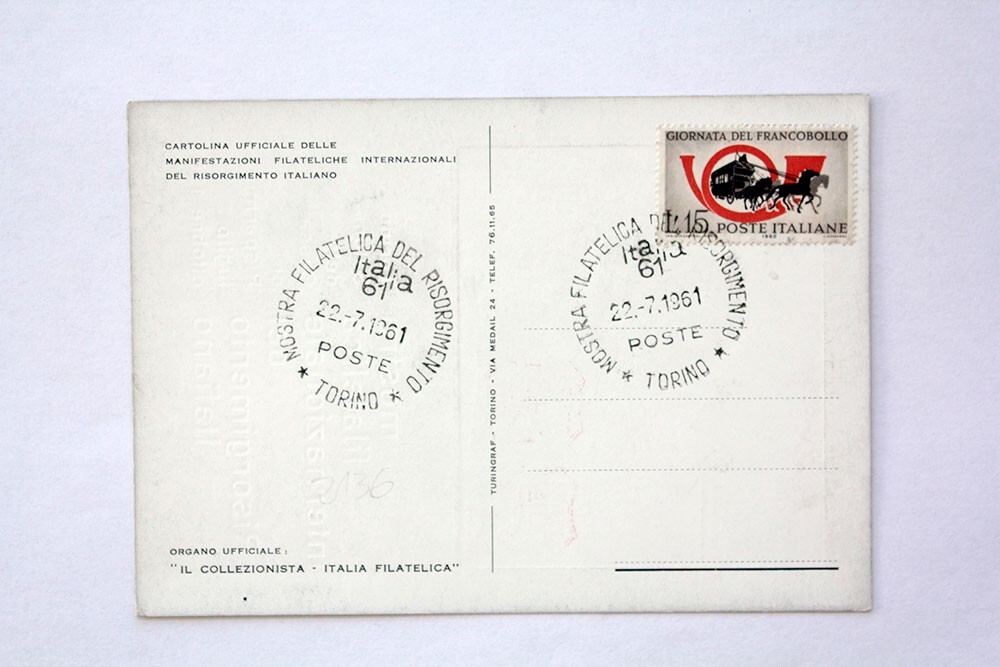 CARTOLINA UFFICIALE DELLE
MANIFESTAZIONI FILATELICHE INTERNAZIONALI
DEL RISORGIMENTO ITALIANO
MOSTRA FILATELICA DEL RISORGIMENTO
Italia
61
22.-7.1961
POSTE
★ TORINO ★
2136
ORGANO UFFICIALE:
"IL COLLEZIONISTA - ITALIA FILATELICA"
TURINGRAF - TORINO - VIA MEDAIL 24 - TELEF. 76.11.65
GIORNATA DEL FRANCOBOLLO
L.15 POSTE ITALIANE
1960
MOSTRA FILATELICA DEL RISORGIMENTO
Italia
61
22.-7.1961
POSTE
★ TORINO ★